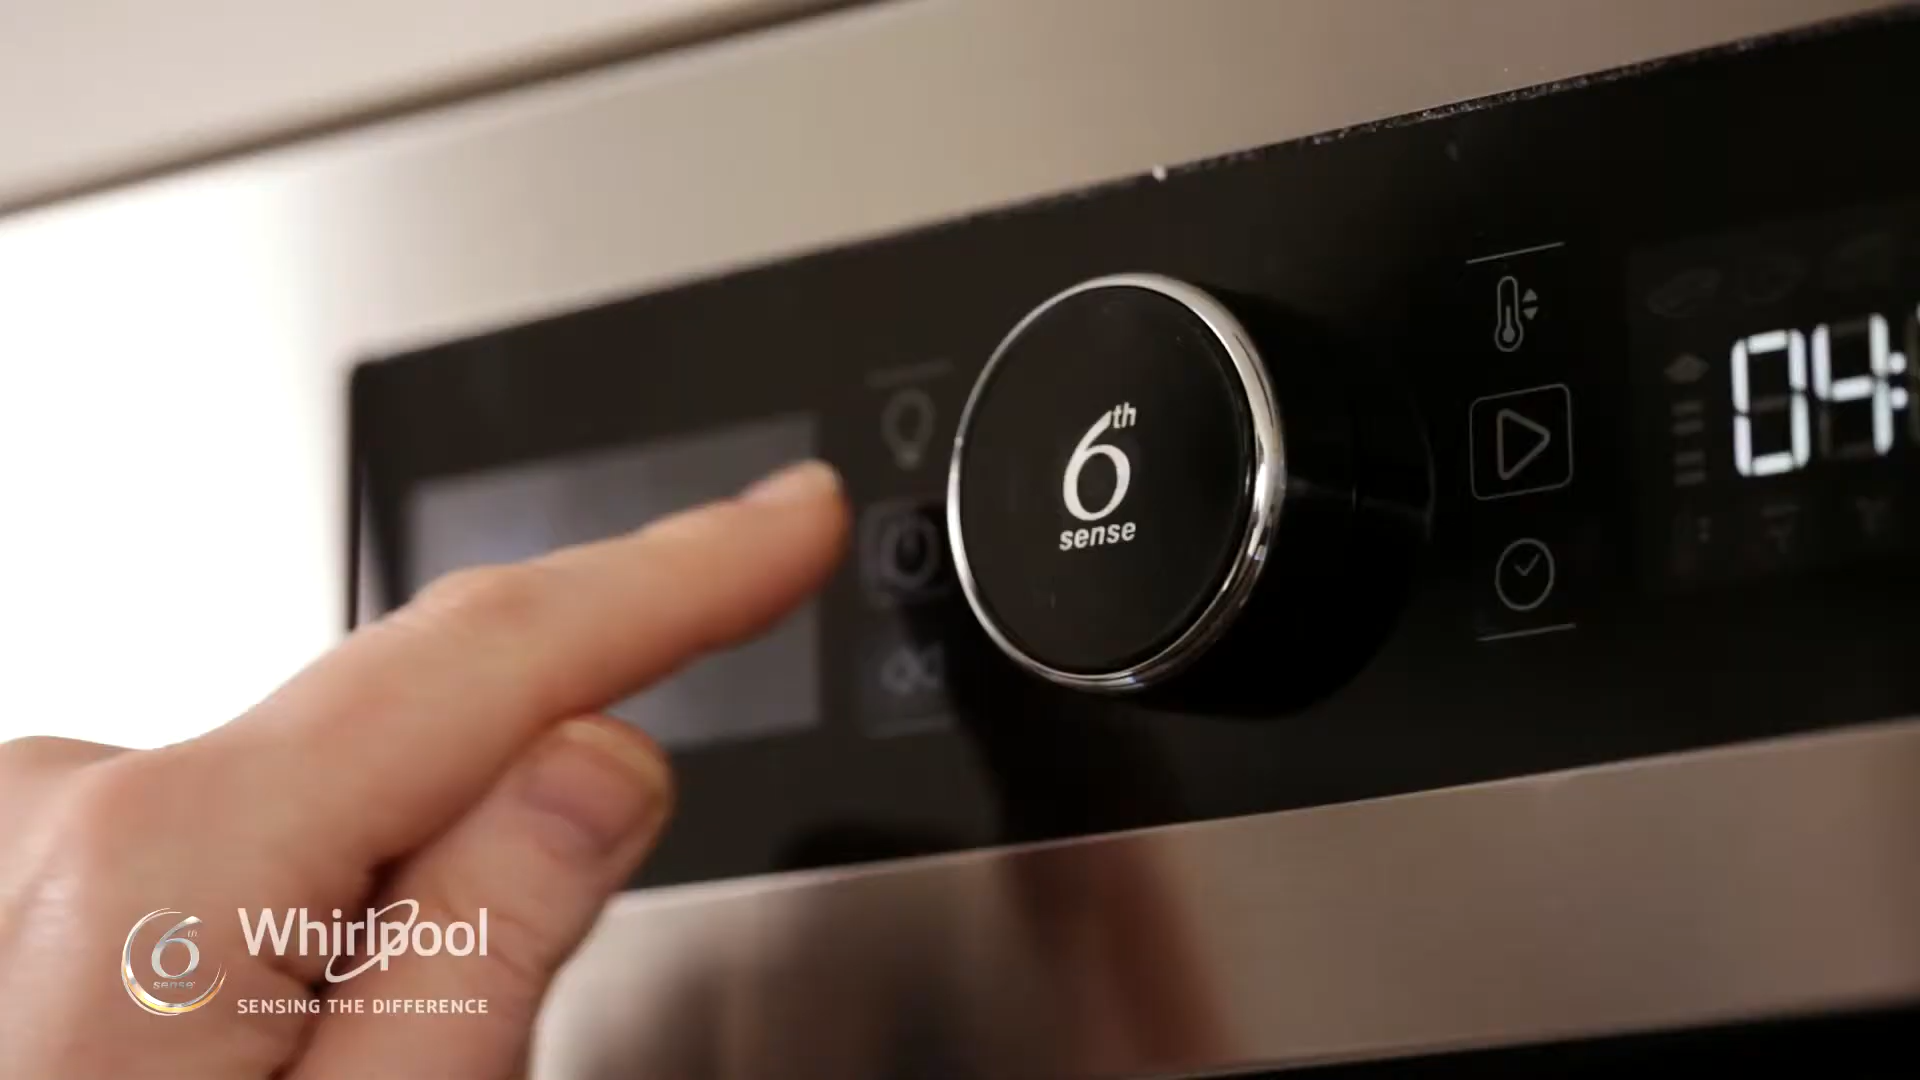 6th
sense
04:
6th
sense
Whirlpool
SENSING THE DIFFERENCE